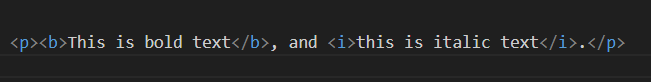 <p><b>This is bold text</b>, and <i>this is italic text</i>.</p>